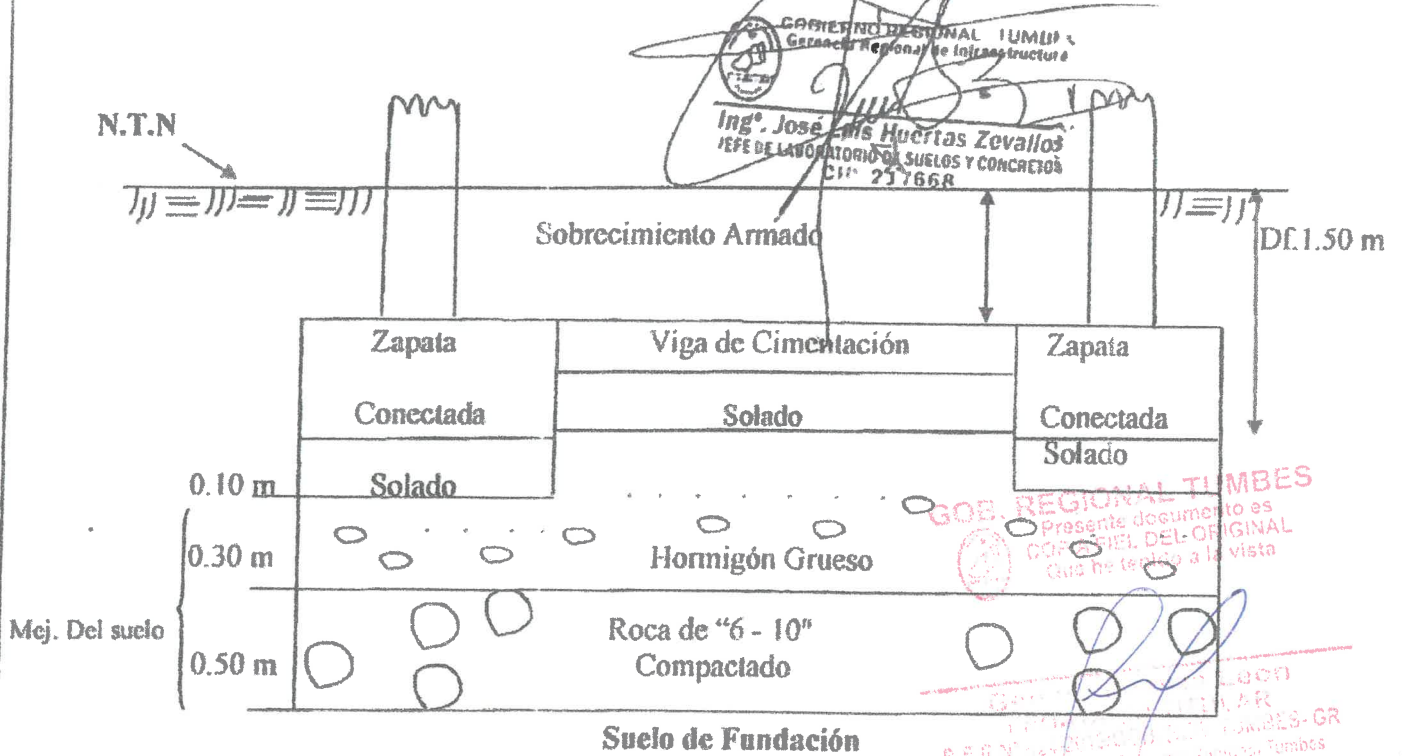 GOBIERNO REGIONAL TUMBES
Gerencia Regional de Infraestructura
Ingº. José Luis Huertas Zevallos
JEFE DE LABORATORIO DE SUELOS Y CONCRETOS
CIP 237668
N.T.N
Sobrecimiento Armado
Df.1.50 m
Zapata
Viga de Cimentación
Zapata
Conectada
Solado
Conectada
Solado
0.10 m
Solado
GOB. REGIONAL TUMBES
Presente documento es
COPIA FIEL DEL ORIGINAL
Que he tenido a la vista
0.30 m
Hormigón Grueso
Mej. Del suelo
Roca de “6 - 10"
0.50 m
Compactado
Suelo de Fundación